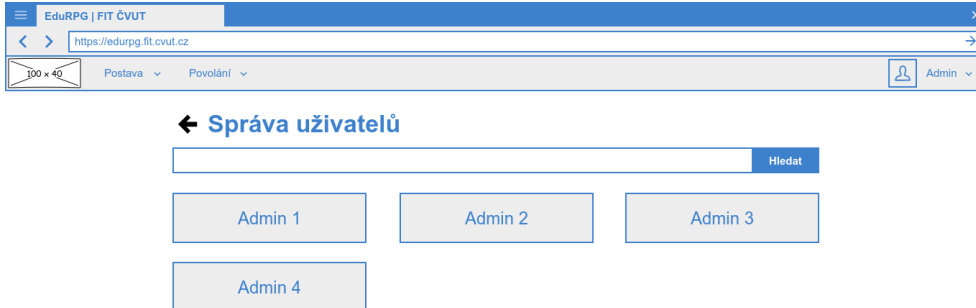 EduRPG | FIT ČVUT
https://edurpg.fit.cvut.cz
100 x 40 Postava Povolání Admin
Správa uživatelů
Hledat
Admin 1 Admin 2 Admin 3
Admin 4